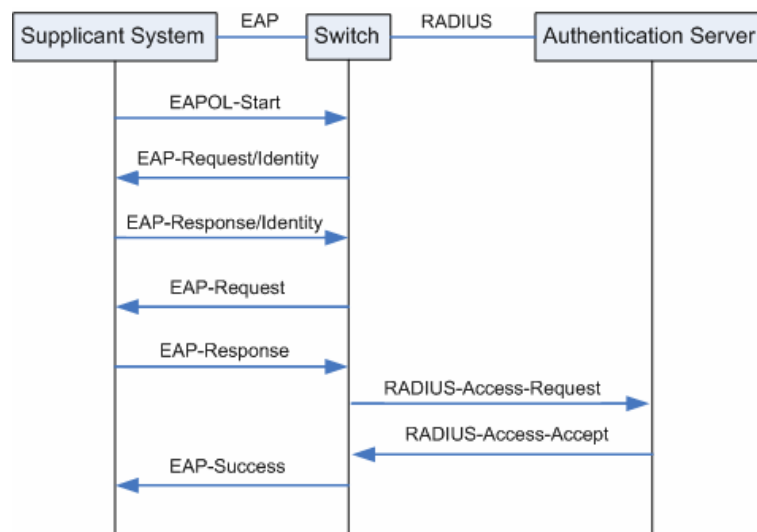 Supplicant System
EAP
Switch
RADIUS
Authentication Server
EAPOL-Start
EAP-Request/Identity
EAP-Response/Identity
EAP-Request
EAP-Response
RADIUS-Access-Request
RADIUS-Access-Accept
EAP-Success